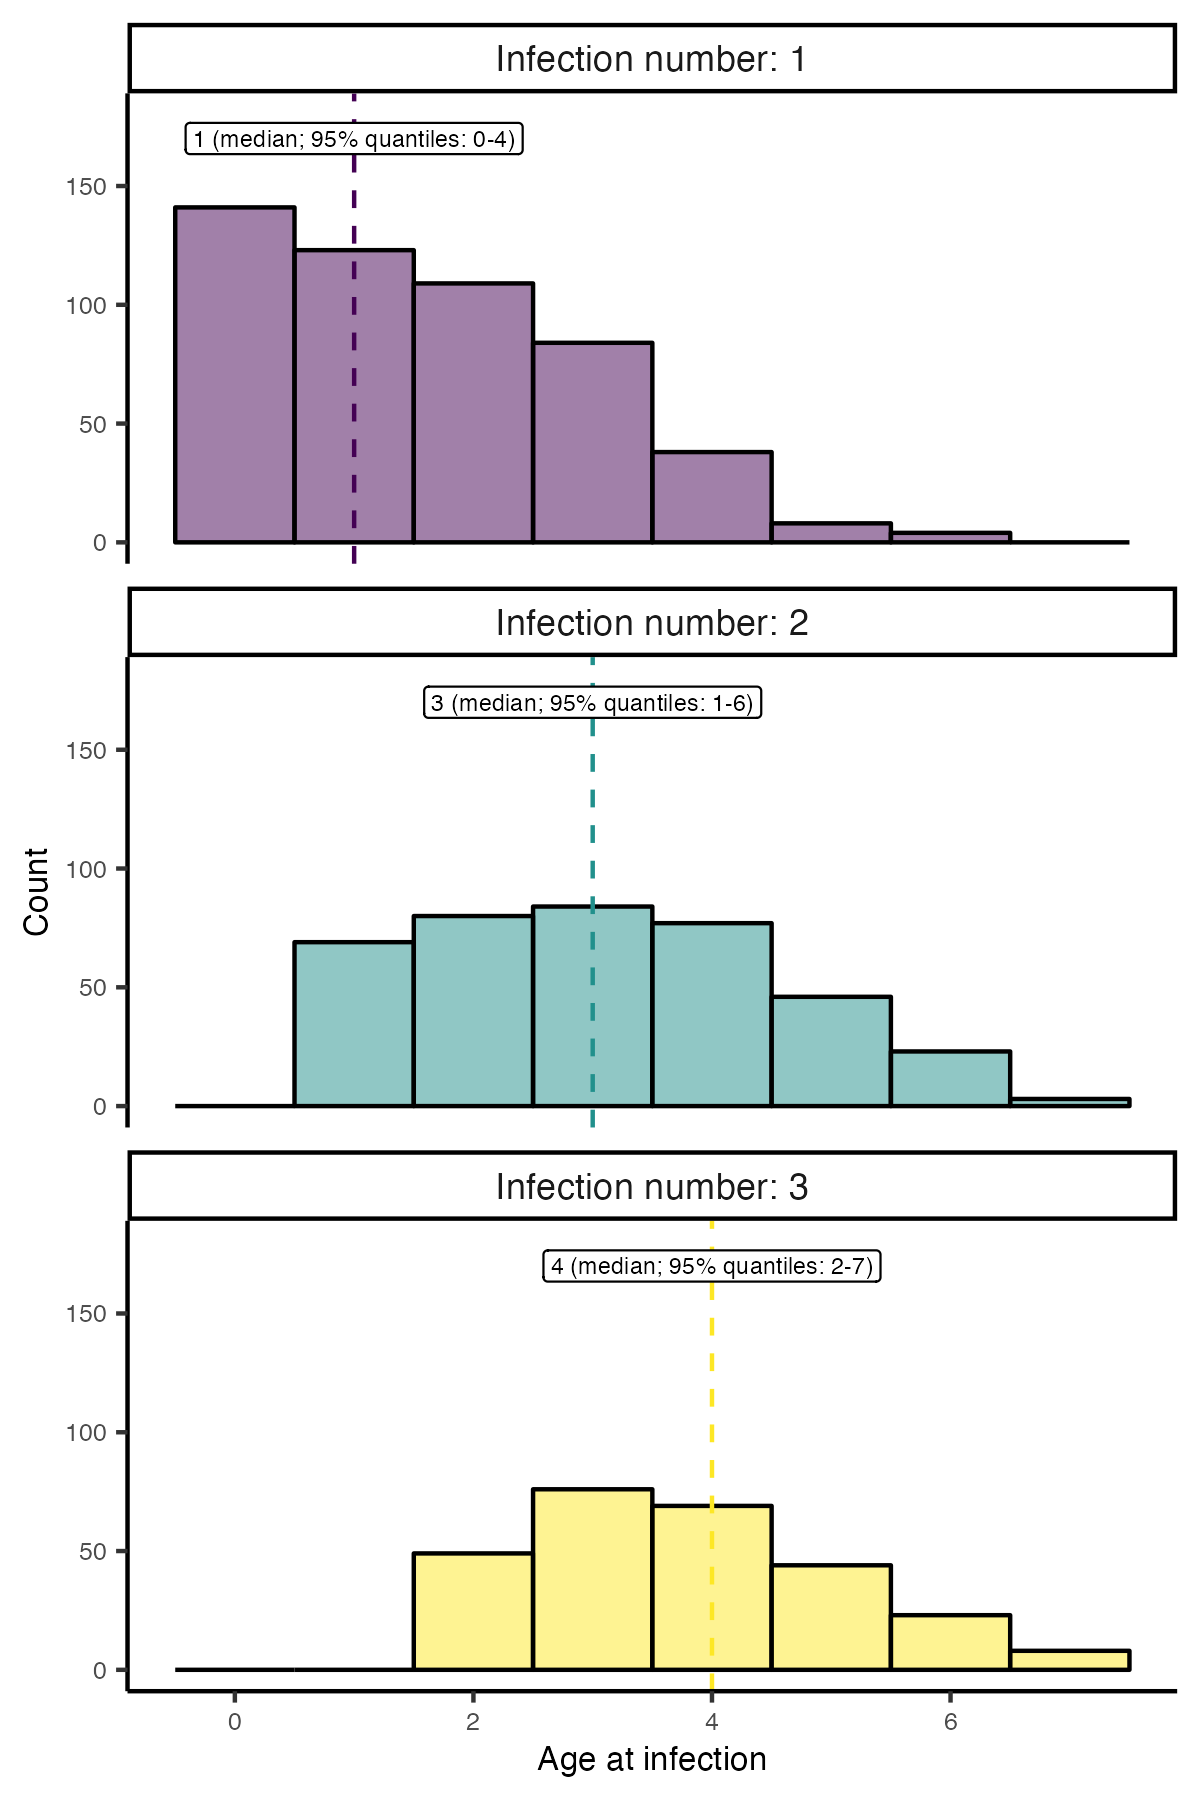 Infection number: 1
1 (median; 95% quantiles: 0-4)
150
100
50
0
Infection number: 2
3 (median; 95% quantiles: 1-6)
150
100
50
0
Count
Infection number: 3
4 (median; 95% quantiles: 2-7)
150
100
50
0
0 2 4 6
Age at infection